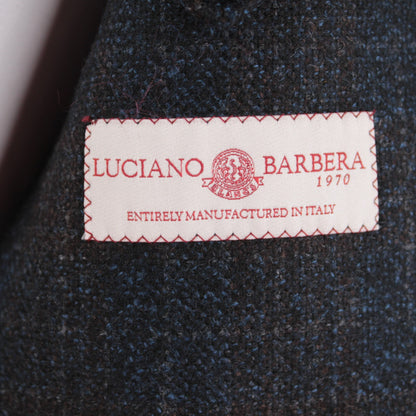 LUCIANO BARBERA
1970
ENTIRELY MANUFACTURED IN ITALY